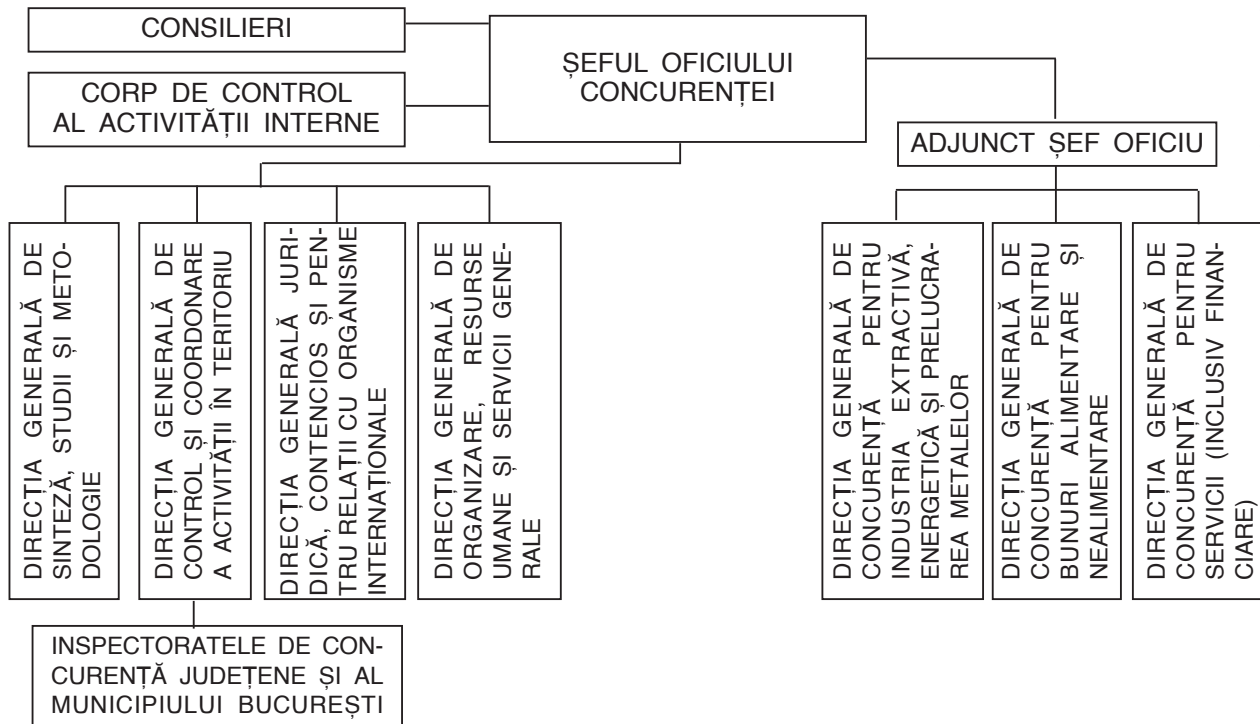 CONSILIERI
ȘEFUL OFICIULUI
CONCURENȚEI
CORP DE CONTROL
AL ACTIVITĂȚII INTERNE
ADJUNCT ȘEF OFICIU
DIRECȚIA GENERALĂ DE
SINTEZĂ, STUDII ȘI METO-
DOLOGIE
DIRECȚIA GENERALĂ DE
CONTROL ȘI COORDONARE
A ACTIVITĂȚII ÎN TERITORIU
DIRECȚIA GENERALĂ JURI-
DICĂ, CONTENCIOS ȘI PEN-
TRU RELAȚII CU ORGANISME
INTERNAȚIONALE
DIRECȚIA GENERALĂ DE
ORGANIZARE, RESURSE
UMANE ȘI SERVICII GENE-
RALE
DIRECȚIA GENERALĂ DE
CONCURENȚĂ PENTRU
INDUSTRIA EXTRACTIVĂ,
ENERGETICĂ ȘI PRELUCRA-
REA METALELOR
DIRECȚIA GENERALĂ DE
CONCURENȚĂ PENTRU
BUNURI ALIMENTARE ȘI
NEALIMENTARE
DIRECȚIA GENERALĂ DE
CONCURENȚĂ PENTRU
SERVICII (INCLUSIV FINAN-
CIARE)
INSPECTORATELE DE CON-
CURENȚĂ JUDEȚENE ȘI AL
MUNICIPIULUI BUCUREȘTI